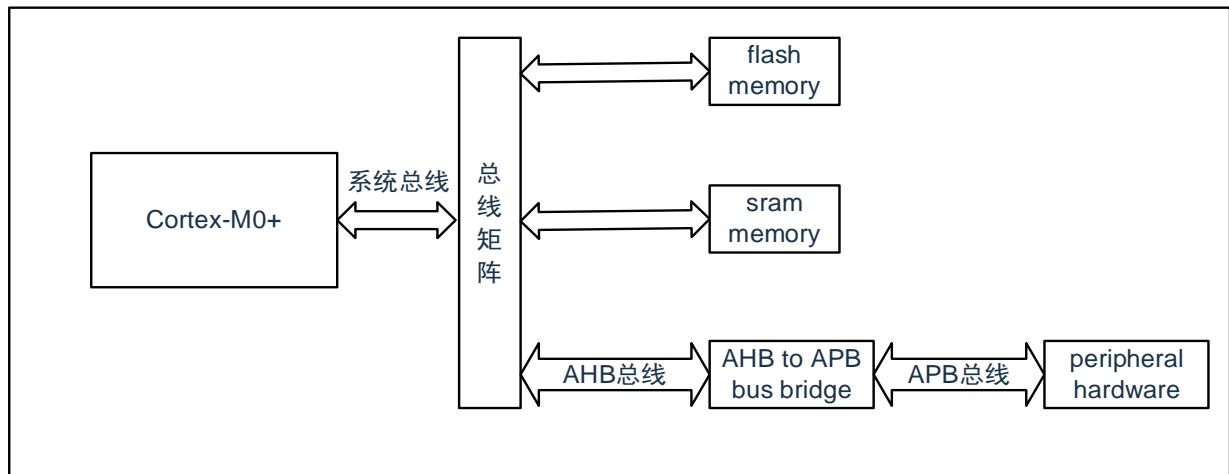 flash
memory
系统总线
总
线
矩
阵
Cortex-M0+
sram
memory
AHB总线
AHB to APB
bus bridge
APB总线
peripheral
hardware